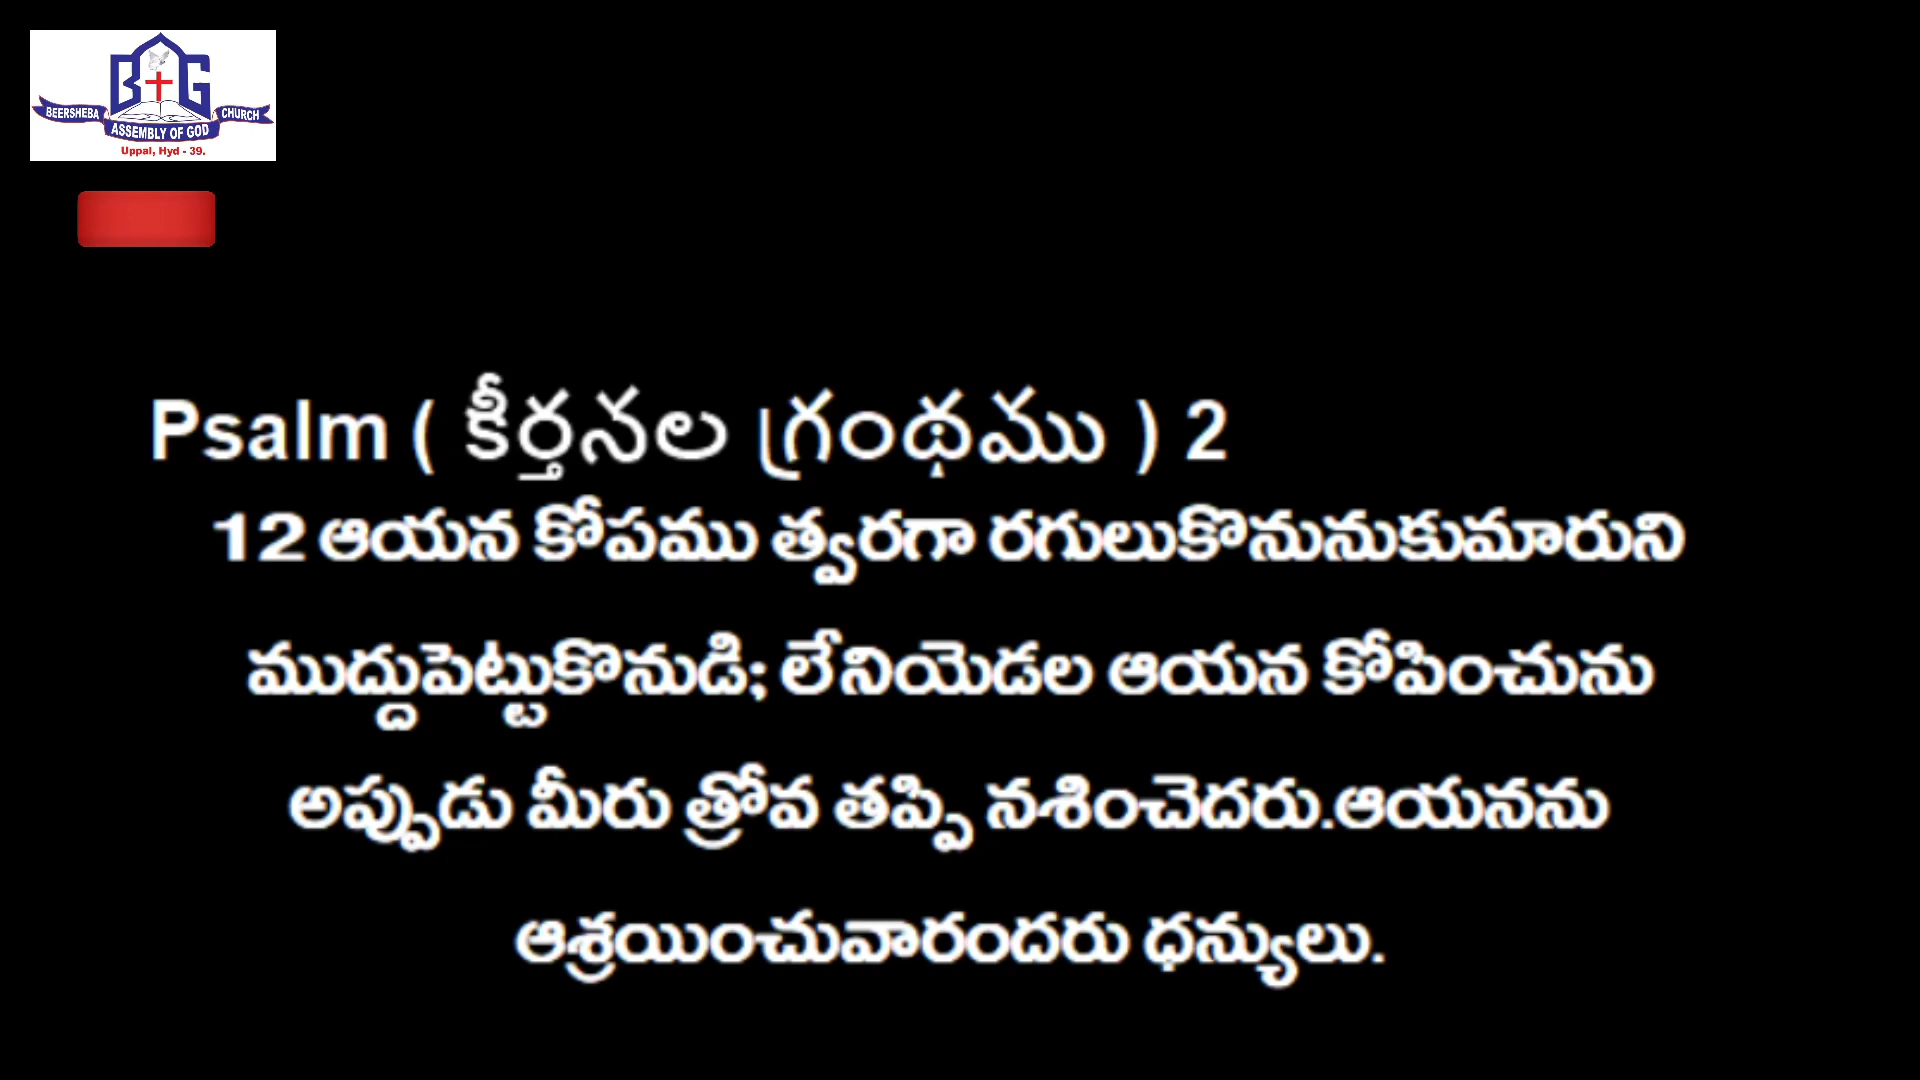 B G
BEERSHEBA CHURCH
ASSEMBLY OF GOD
Uppal, Hyd - 39.
Psalm ( కీర్తనల గ్రంథము ) 2
12 ఆయన కోపము త్వరగా రగులుకొనునుకుమారుని
ముద్దుపెట్టుకొనుడి; లేనియెడల ఆయన కోపించును
అప్పుడు మీరు త్రోవ తప్పి నశించెదరు.ఆయనను
ఆశ్రయించువారందరు ధన్యులు.